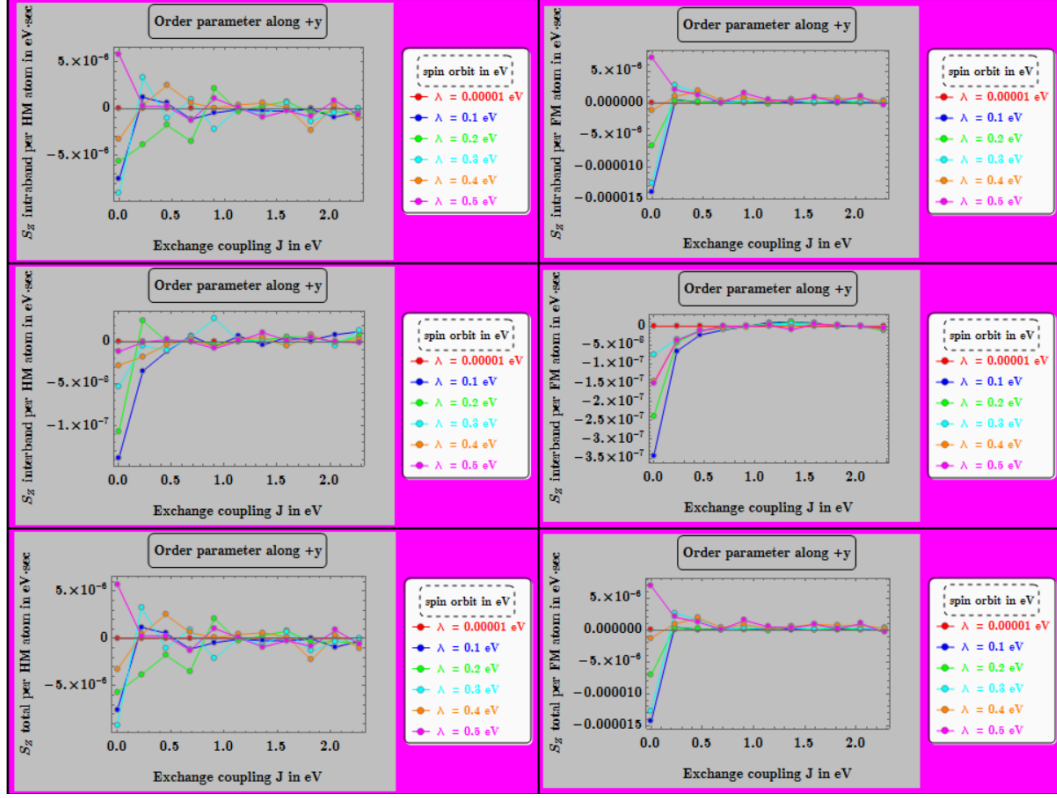 Order parameter along +y
S_z intraband per HM atom in eV·sec
5.×10⁻⁶
0
-5.×10⁻⁶
0.0 0.5 1.0 1.5 2.0
Exchange coupling J in eV
spin orbit in eV
λ = 0.00001 eV
λ = 0.1 eV
λ = 0.2 eV
λ = 0.3 eV
λ = 0.4 eV
λ = 0.5 eV
Order parameter along +y
S_z intraband per FM atom in eV·sec
5.×10⁻⁶
0.000000
-5.×10⁻⁶
-0.000010
-0.000015
0.0 0.5 1.0 1.5 2.0
Exchange coupling J in eV
spin orbit in eV
λ = 0.00001 eV
λ = 0.1 eV
λ = 0.2 eV
λ = 0.3 eV
λ = 0.4 eV
λ = 0.5 eV
Order parameter along +y
S_z interband per HM atom in eV·sec
0
-5.×10⁻⁸
-1.×10⁻⁷
0.0 0.5 1.0 1.5 2.0
Exchange coupling J in eV
spin orbit in eV
λ = 0.00001 eV
λ = 0.1 eV
λ = 0.2 eV
λ = 0.3 eV
λ = 0.4 eV
λ = 0.5 eV
Order parameter along +y
S_z interband per FM atom in eV·sec
0
-5.×10⁻⁸
-1.×10⁻⁷
-1.5×10⁻⁷
-2.×10⁻⁷
-2.5×10⁻⁷
-3.×10⁻⁷
-3.5×10⁻⁷
0.0 0.5 1.0 1.5 2.0
Exchange coupling J in eV
spin orbit in eV
λ = 0.00001 eV
λ = 0.1 eV
λ = 0.2 eV
λ = 0.3 eV
λ = 0.4 eV
λ = 0.5 eV
Order parameter along +y
S_z total per HM atom in eV·sec
5.×10⁻⁶
0
-5.×10⁻⁶
0.0 0.5 1.0 1.5 2.0
Exchange coupling J in eV
spin orbit in eV
λ = 0.00001 eV
λ = 0.1 eV
λ = 0.2 eV
λ = 0.3 eV
λ = 0.4 eV
λ = 0.5 eV
Order parameter along +y
S_z total per FM atom in eV·sec
5.×10⁻⁶
0.000000
-5.×10⁻⁶
-0.000010
-0.000015
0.0 0.5 1.0 1.5 2.0
Exchange coupling J in eV
spin orbit in eV
λ = 0.00001 eV
λ = 0.1 eV
λ = 0.2 eV
λ = 0.3 eV
λ = 0.4 eV
λ = 0.5 eV